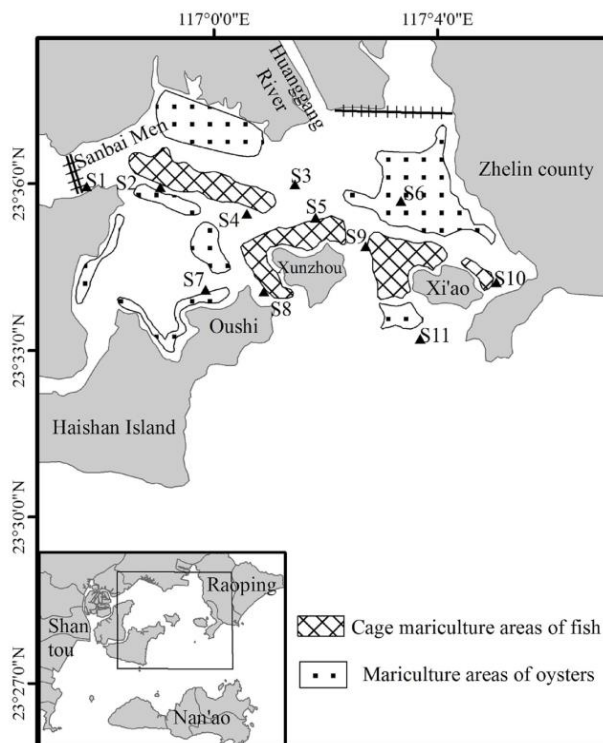 117°0'0"E
117°4'0"E
Huanggang
River
Sanbai Men
Zhelin county
23°36'0"N
S1
S2
S3
S6
S4
S5
S9
Xunzhou
S7
S8
Xi'ao
S10
Oushi
S11
23°33'0"N
Haishan Island
23°30'0"N
Raoping
Shan
tou
Cage mariculture areas of fish
Mariculture areas of oysters
23°27'0"N
Nan'ao